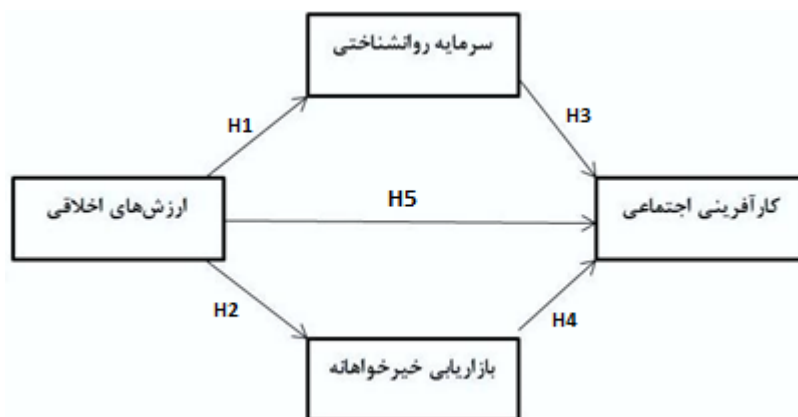 سرمایه روانشناختی
H1
H3
ارزش‌های اخلاقی
H5
کارآفرینی اجتماعی
H2
H4
بازاریابی خیرخواهانه